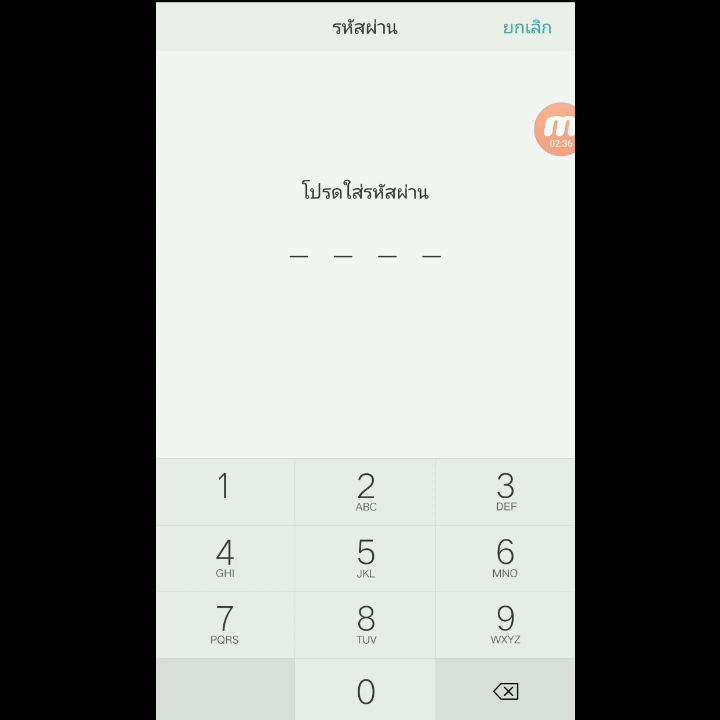 รหัสผ่าน ยกเลิก
m
02:36
โปรดใส่รหัสผ่าน
1 2 3
ABC DEF
4 5 6
GHI JKL MNO
7 8 9
PQRS TUV WXYZ
0